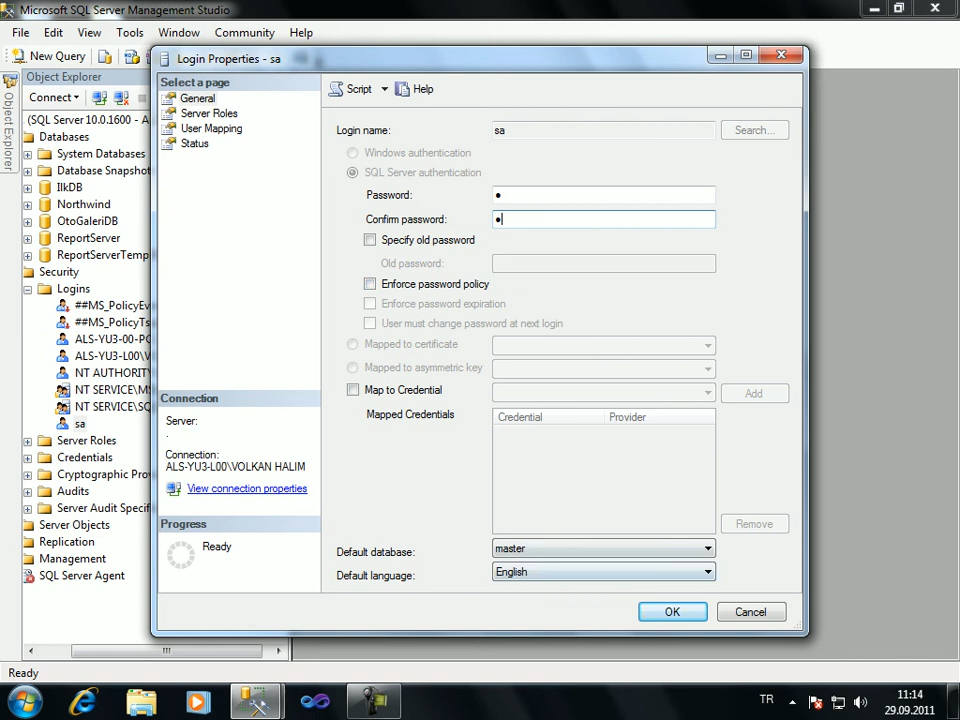 Microsoft SQL Server Management Studio
File Edit View Tools Window Community Help
New Query
Object Explorer
Object Explorer
Connect
(SQL Server 10.0.1600 - A
Databases
System Databases
Database Snapshot
IlkDB
Northwind
OtoGaleriDB
ReportServer
ReportServerTemp
Security
Logins
##MS_PolicyEv
##MS_PolicyTs
ALS-YU3-00-PC
ALS-YU3-L00\V
NT AUTHORIT
NT SERVICE\MS
NT SERVICE\SQ
sa
Server Roles
Credentials
Cryptographic Pro
Audits
Server Audit Specif
Server Objects
Replication
Management
SQL Server Agent
Login Properties - sa
Select a page
General
Server Roles
User Mapping
Status
Connection
Server:
.
Connection:
ALS-YU3-L00\VOLKAN HALIM
View connection properties
Progress
Ready
Script Help
Login name: sa Search...
Windows authentication
SQL Server authentication
Password: ●
Confirm password: ●
Specify old password
Old password:
Enforce password policy
Enforce password expiration
User must change password at next login
Mapped to certificate
Mapped to asymmetric key
Map to Credential Add
Mapped Credentials Credential Provider
Remove
Default database: master
Default language: English
OK Cancel
Ready
TR 11:14
29.09.2011